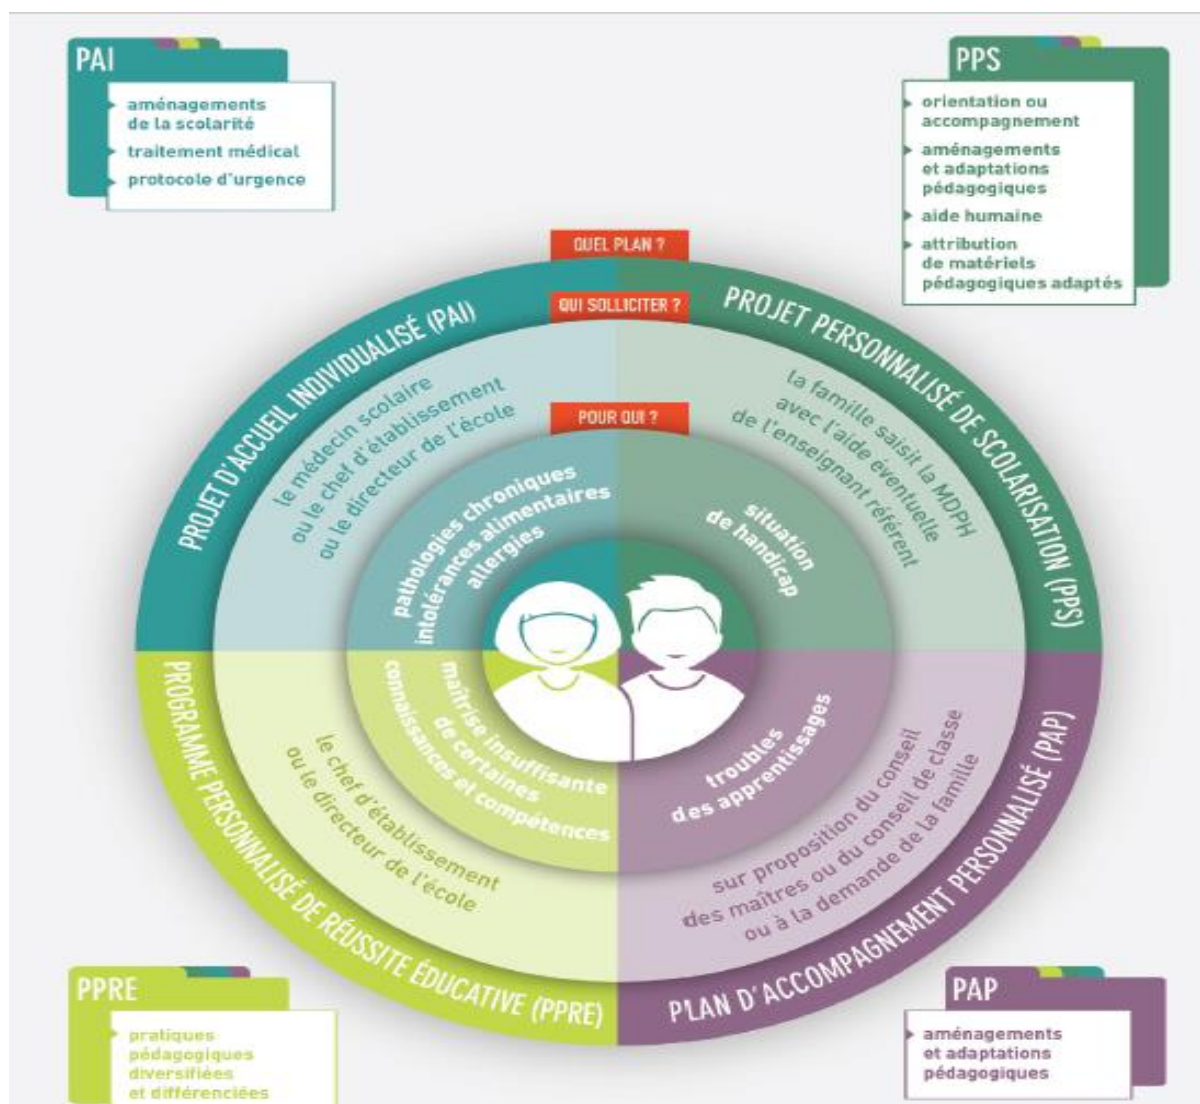 PAI
aménagements
de la scolarité
traitement médical
protocole d'urgence
PPS
orientation ou
accompagnement
aménagements
et adaptations
pédagogiques
aide humaine
attribution
de matériels
pédagogiques adaptés
QUEL PLAN ?
QUI SOLLICITER ?
POUR QUI ?
PROJET D'ACCUEIL INDIVIDUALISÉ (PAI)
le médecin scolaire
ou le chef d'établissement
ou le directeur de l'école
pathologies chroniques
intolérances alimentaires
allergies
PROJET PERSONNALISÉ DE SCOLARISATION (PPS)
la famille saisit la MDPH
avec l'aide éventuelle
de l'enseignant référent
situation
de handicap
PROGRAMME PERSONNALISÉ DE RÉUSSITE ÉDUCATIVE (PPRE)
le chef d'établissement
ou le directeur de l'école
maîtrise insuffisante
de certaines
connaissances et compétences
PLAN D'ACCOMPAGNEMENT PERSONNALISÉ (PAP)
sur proposition du conseil
des maîtres ou du conseil de classe
ou à la demande de la famille
troubles
des apprentissages
PPRE
pratiques
pédagogiques
diversifiées
et différenciées
PAP
aménagements
et adaptations
pédagogiques